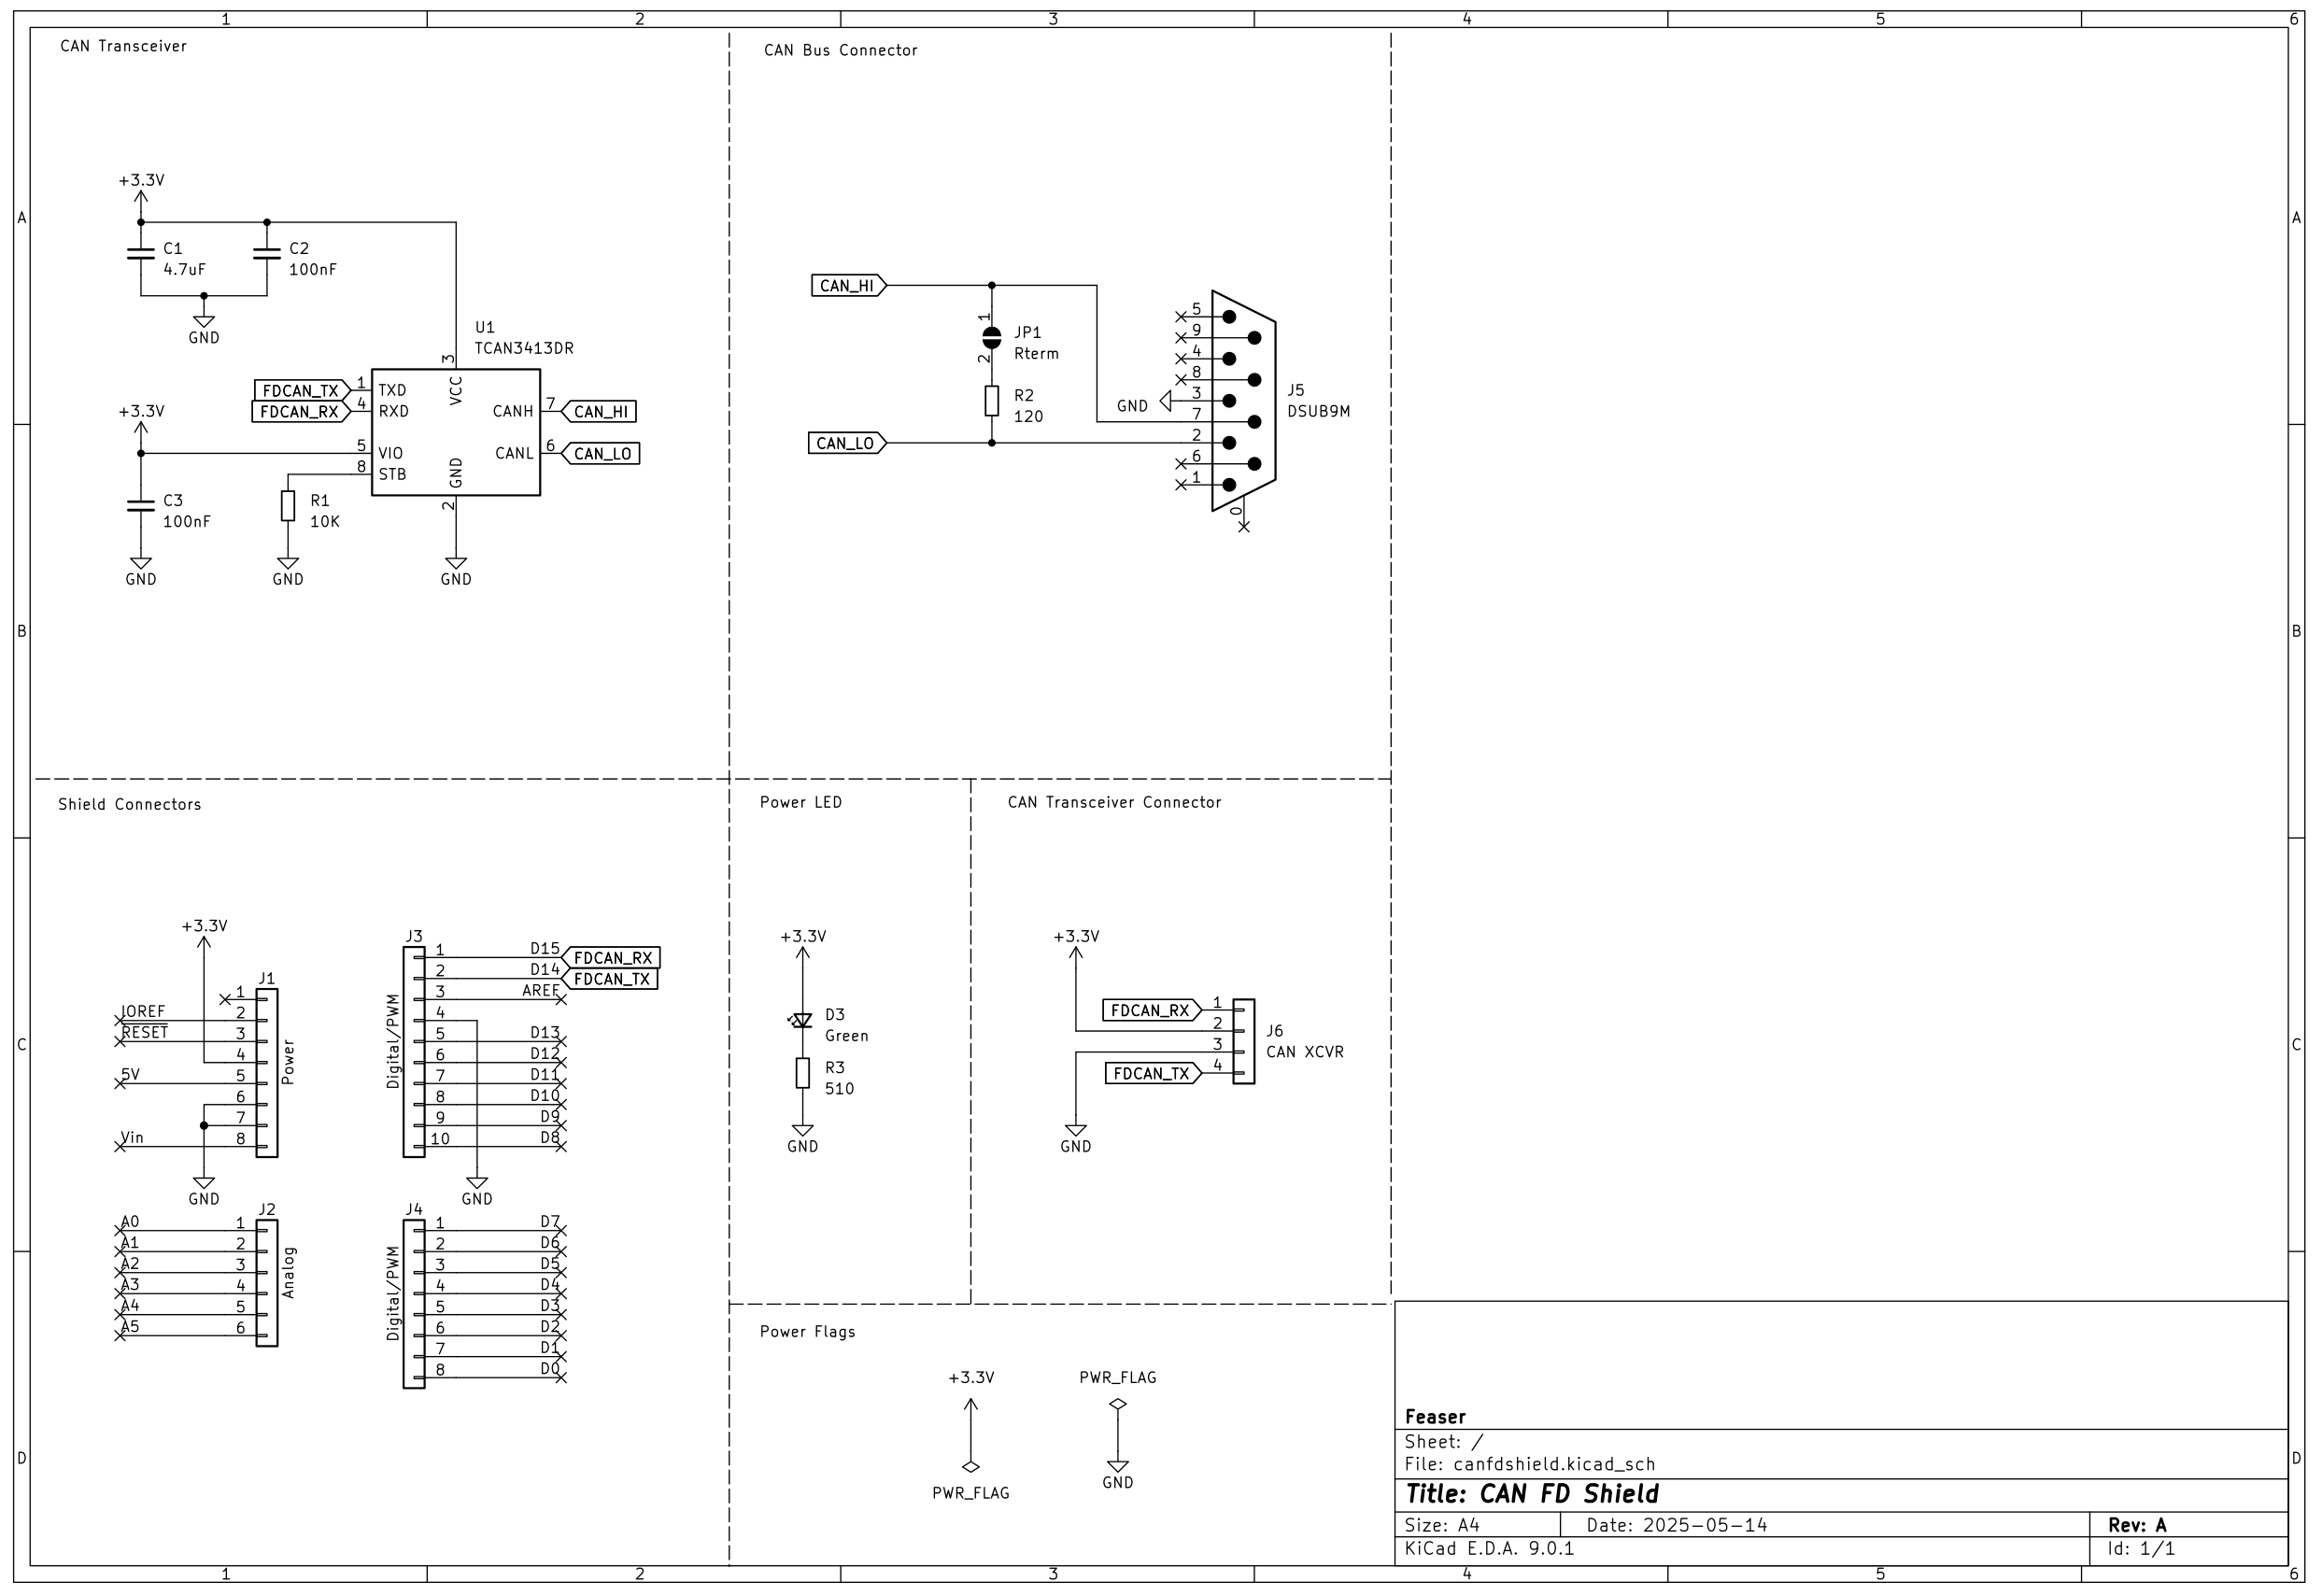 1 2 3 4 5 6
A
B
C
D
A
B
C
D
CAN Transceiver
+3.3V
C1
4.7uF
C2
100nF
GND
U1
TCAN3413DR
3
VCC
FDCAN_TX 1 TXD
FDCAN_RX 4 RXD
CANH 7 CAN_HI
+3.3V
5 VIO
CANL 6 CAN_LO
8 STB
GND
2
C3
100nF
R1
10K
GND
GND
GND
CAN Bus Connector
CAN_HI
1
JP1
Rterm
2
R2
120
CAN_LO
5
9
4
8
GND 3
7
2
6
1
0
J5
DSUB9M
Shield Connectors
+3.3V
J1
1
IOREF 2
RESET 3
4
5V 5
6
7
Vin 8
Power
GND
J2
A0 1
A1 2
A2 3
A3 4
A4 5
A5 6
Analog
J3
1 D15 FDCAN_RX
2 D14 FDCAN_TX
3 AREF
4
5 D13
6 D12
7 D11
8 D10
9 D9
10 D8
Digital/PWM
GND
J4
1 D7
2 D6
3 D5
4 D4
5 D3
6 D2
7 D1
8 D0
Digital/PWM
Power LED
+3.3V
D3
Green
R3
510
GND
CAN Transceiver Connector
+3.3V
FDCAN_RX 1
2
3
FDCAN_TX 4
J6
CAN XCVR
GND
Power Flags
+3.3V
PWR_FLAG
PWR_FLAG
GND
Feaser
Sheet: /
File: canfdshield.kicad_sch
Title: CAN FD Shield
Size: A4 Date: 2025-05-14 Rev: A
KiCad E.D.A. 9.0.1 Id: 1/1
1 2 3 4 5 6